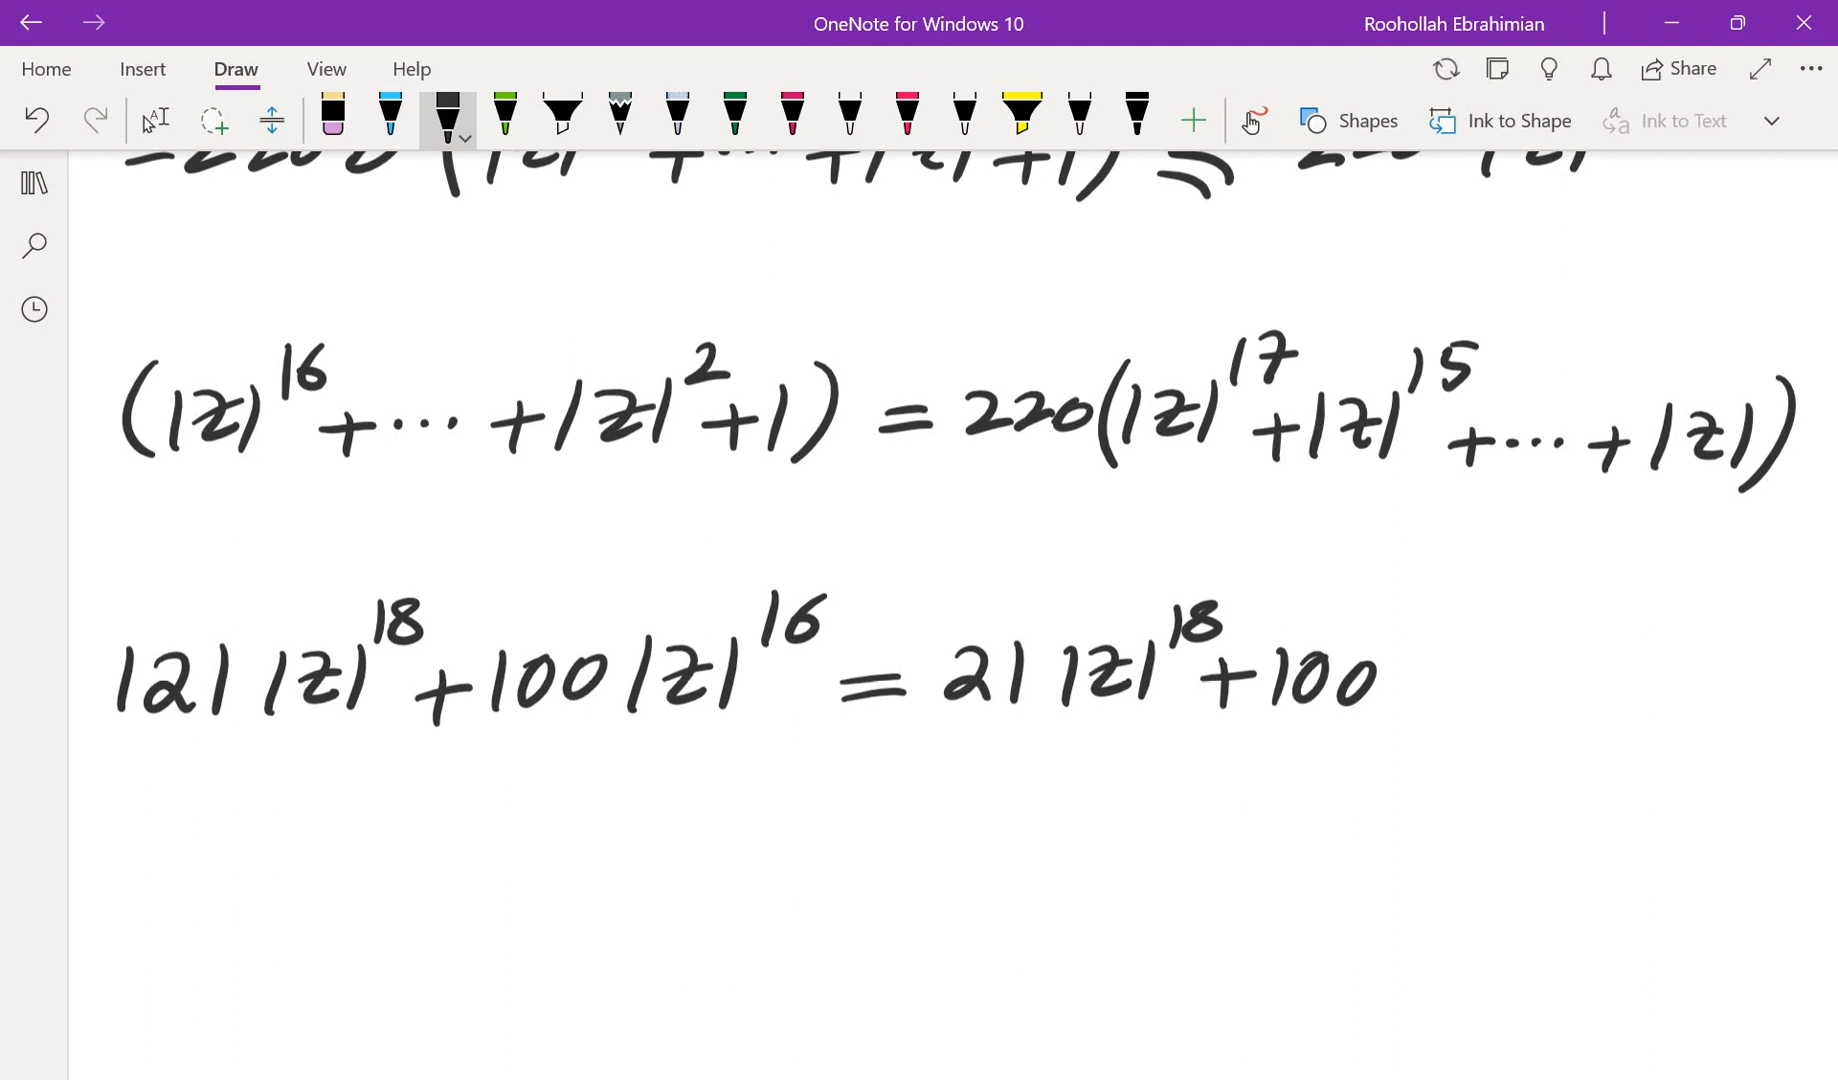 OneNote for Windows 10
Roohollah Ebrahimian
Home Insert Draw View Help
Share
Shapes Ink to Shape Ink to Text
(|z|^16 + ... + |z|^2 + 1) = 220(|z|^17 + |z|^15 + ... + |z|)
121 |z|^18 + 100 |z|^16 = 21 |z|^18 + 100